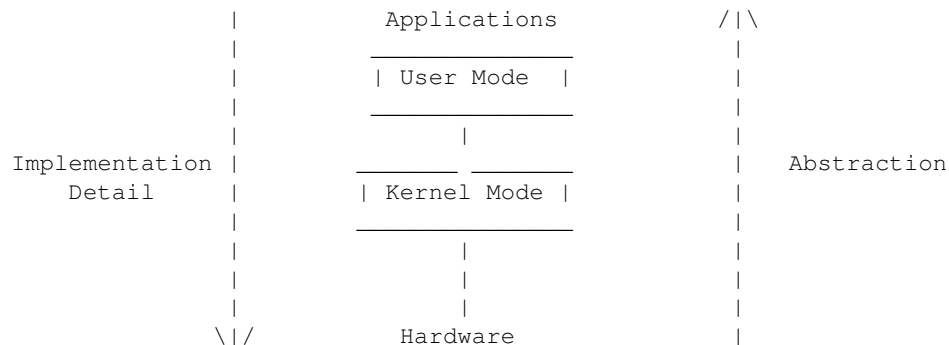 Applications
User Mode
Implementation
Detail
Kernel Mode
Abstraction
Hardware